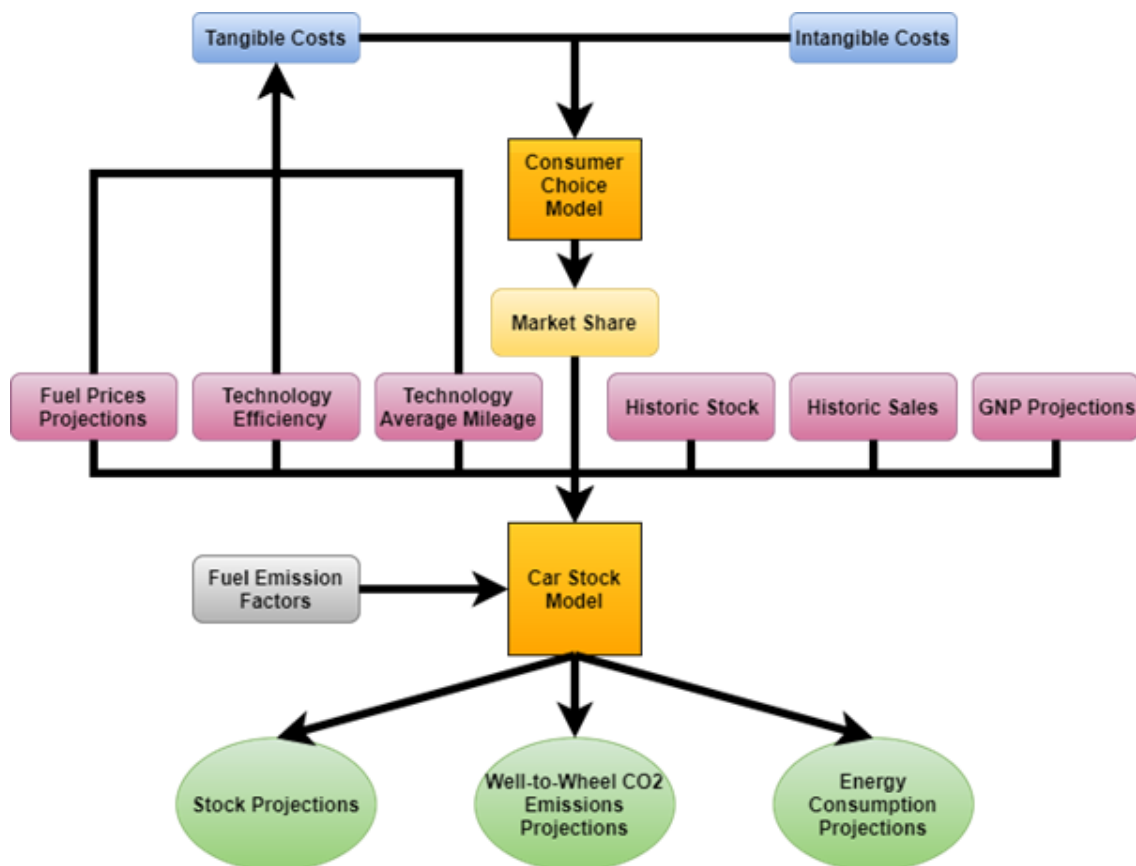 Tangible Costs
Intangible Costs
Consumer
Choice
Model
Market Share
Fuel Prices
Projections
Technology
Efficiency
Technology
Average Mileage
Historic Stock
Historic Sales
GNP Projections
Fuel Emission
Factors
Car Stock
Model
Stock Projections
Well-to-Wheel CO2
Emissions
Projections
Energy
Consumption
Projections